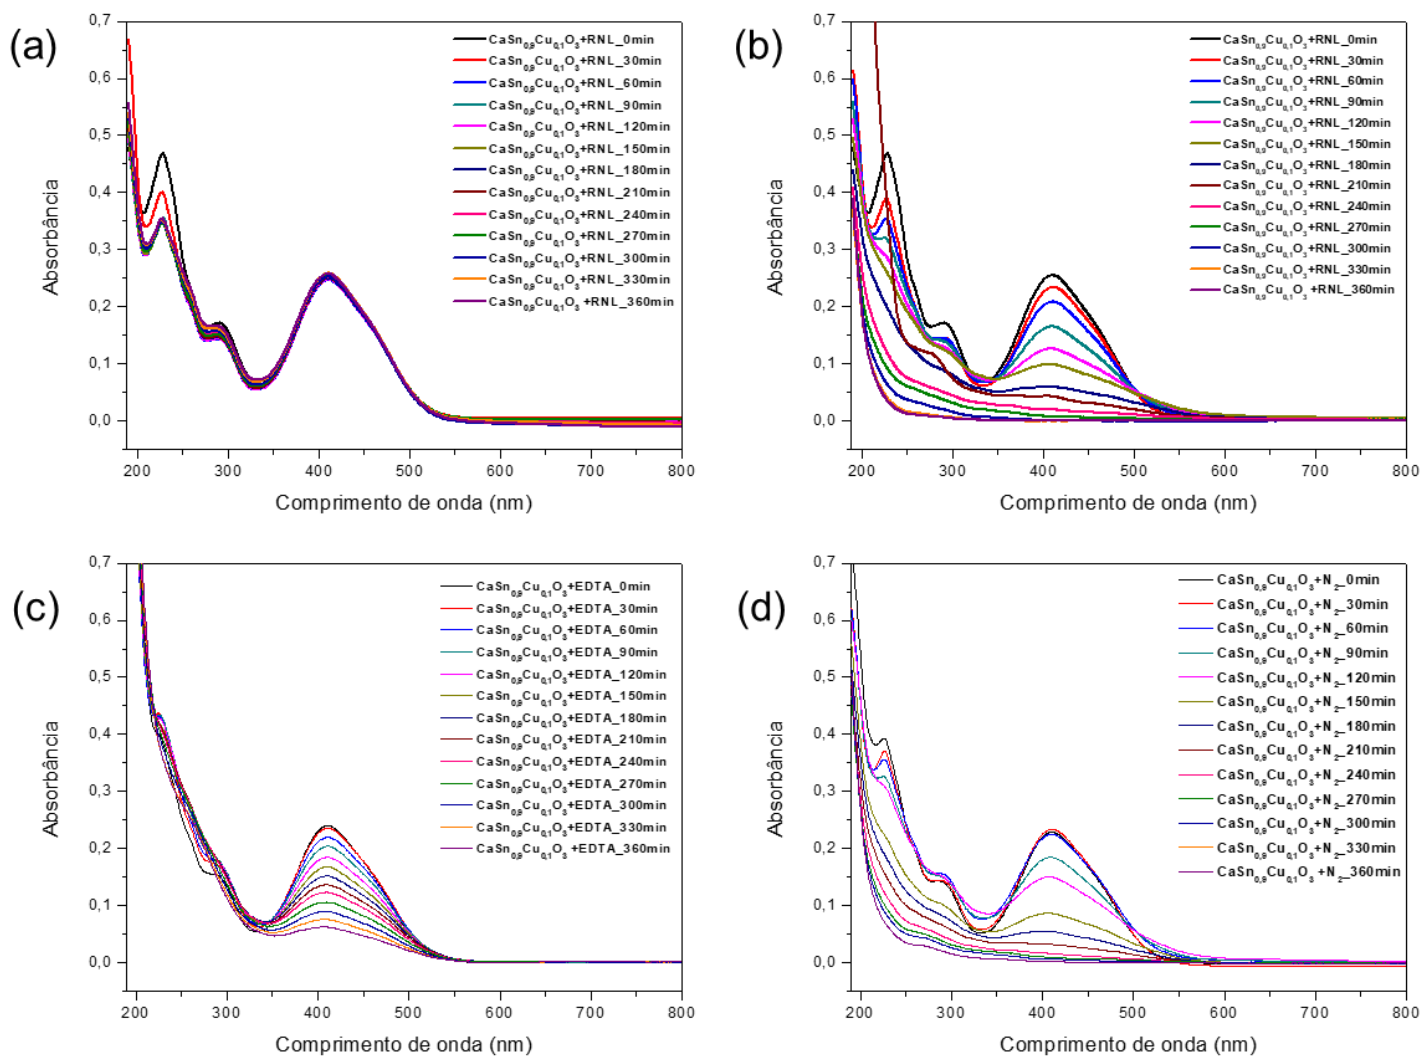 (a)
0,7
0,6
0,5
0,4
0,3
0,2
0,1
0,0
Absorbância
200 300 400 500 600 700 800
Comprimento de onda (nm)
CaSn0,9Cu0,1O3+RNL_0min
CaSn0,9Cu0,1O3+RNL_30min
CaSn0,9Cu0,1O3+RNL_60min
CaSn0,9Cu0,1O3+RNL_90min
CaSn0,9Cu0,1O3+RNL_120min
CaSn0,9Cu0,1O3+RNL_150min
CaSn0,9Cu0,1O3+RNL_180min
CaSn0,9Cu0,1O3+RNL_210min
CaSn0,9Cu0,1O3+RNL_240min
CaSn0,9Cu0,1O3+RNL_270min
CaSn0,9Cu0,1O3+RNL_300min
CaSn0,9Cu0,1O3+RNL_330min
CaSn0,9Cu0,1O3 +RNL_360min
(b)
0,7
0,6
0,5
0,4
0,3
0,2
0,1
0,0
Absorbância
200 300 400 500 600 700 800
Comprimento de onda (nm)
CaSn0,9Cu0,1O3+RNL_0min
CaSn0,9Cu0,1O3+RNL_30min
CaSn0,9Cu0,1O3+RNL_60min
CaSn0,9Cu0,1O3+RNL_90min
CaSn0,9Cu0,1O3+RNL_120min
CaSn0,9Cu0,1O3+RNL_150min
CaSn0,9Cu0,1O3+RNL_180min
CaSn0,9Cu0,1O3+RNL_210min
CaSn0,9Cu0,1O3+RNL_240min
CaSn0,9Cu0,1O3+RNL_270min
CaSn0,9Cu0,1O3+RNL_300min
CaSn0,9Cu0,1O3+RNL_330min
CaSn0,9Cu0,1O3 +RNL_360min
(c)
0,7
0,6
0,5
0,4
0,3
0,2
0,1
0,0
Absorbância
200 300 400 500 600 700 800
Comprimento de onda (nm)
CaSn0,9Cu0,1O3+EDTA_0min
CaSn0,9Cu0,1O3+EDTA_30min
CaSn0,9Cu0,1O3+EDTA_60min
CaSn0,9Cu0,1O3+EDTA_90min
CaSn0,9Cu0,1O3+EDTA_120min
CaSn0,9Cu0,1O3+EDTA_150min
CaSn0,9Cu0,1O3+EDTA_180min
CaSn0,9Cu0,1O3+EDTA_210min
CaSn0,9Cu0,1O3+EDTA_240min
CaSn0,9Cu0,1O3+EDTA_270min
CaSn0,9Cu0,1O3+EDTA_300min
CaSn0,9Cu0,1O3+EDTA_330min
CaSn0,9Cu0,1O3 +EDTA_360min
(d)
0,7
0,6
0,5
0,4
0,3
0,2
0,1
0,0
Absorbância
200 300 400 500 600 700 800
Comprimento de onda (nm)
CaSn0,9Cu0,1O3+N2_0min
CaSn0,9Cu0,1O3+N2_30min
CaSn0,9Cu0,1O3+N2_60min
CaSn0,9Cu0,1O3+N2_90min
CaSn0,9Cu0,1O3+N2_120min
CaSn0,9Cu0,1O3+N2_150min
CaSn0,9Cu0,1O3+N2_180min
CaSn0,9Cu0,1O3+N2_210min
CaSn0,9Cu0,1O3+N2_240min
CaSn0,9Cu0,1O3+N2_270min
CaSn0,9Cu0,1O3+N2_300min
CaSn0,9Cu0,1O3+N2_330min
CaSn0,9Cu0,1O3 +N2_360min